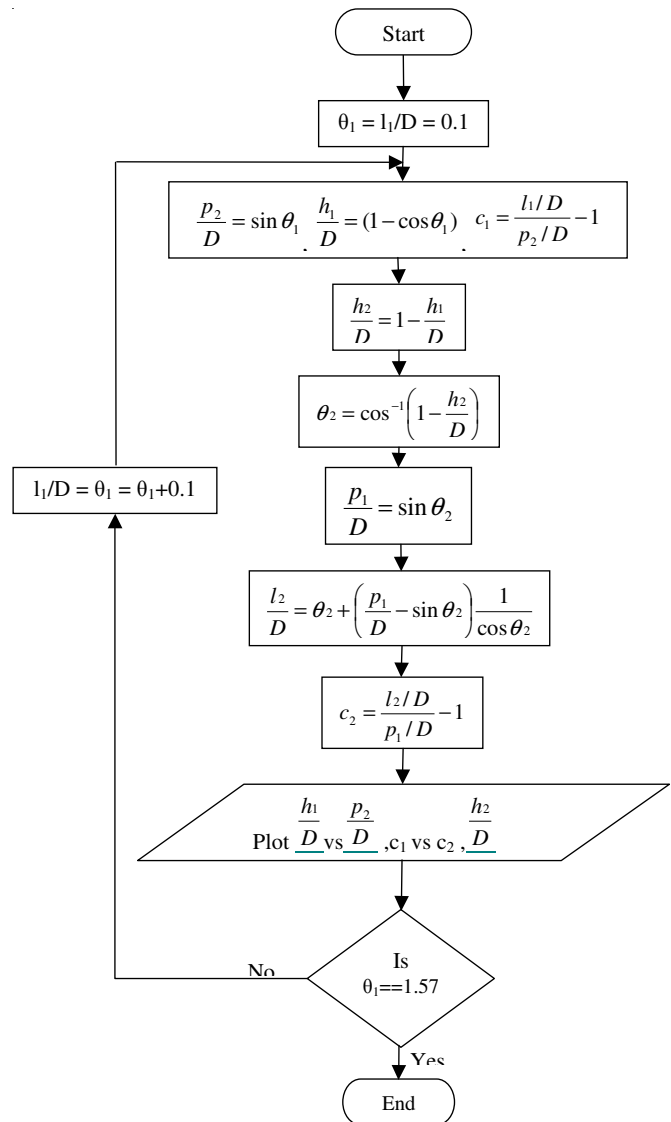 Start
θ₁ = l₁/D = 0.1
p₂/D = sin θ₁ , h₁/D = (1 − cosθ₁) , c₁ = (l₁/D)/(p₂/D) − 1
h₂/D = 1 − h₁/D
θ₂ = cos⁻¹(1 − h₂/D)
l₁/D = θ₁ = θ₁+0.1
p₁/D = sin θ₂
l₂/D = θ₂ + (p₁/D − sin θ₂) 1/cos θ₂
c₂ = (l₂/D)/(p₁/D) − 1
Plot h₁/D vs p₂/D ,c₁ vs c₂ , h₂/D
No
Is
θ₁==1.57
Yes
End